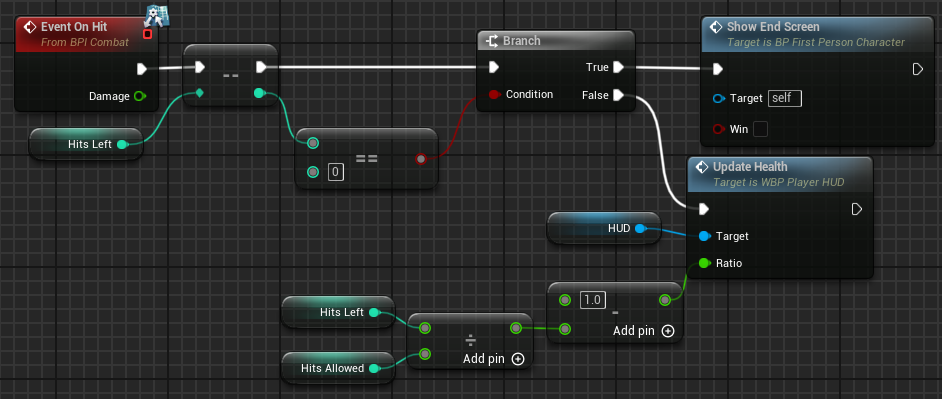 Event On Hit
From BPI Combat
Damage
Hits Left
--
==
0
Branch
Condition
True
False
Show End Screen
Target is BP First Person Character
Target self
Win
Update Health
Target is WBP Player HUD
Target
Ratio
HUD
Hits Left
Hits Allowed
÷
Add pin
1.0
-
Add pin